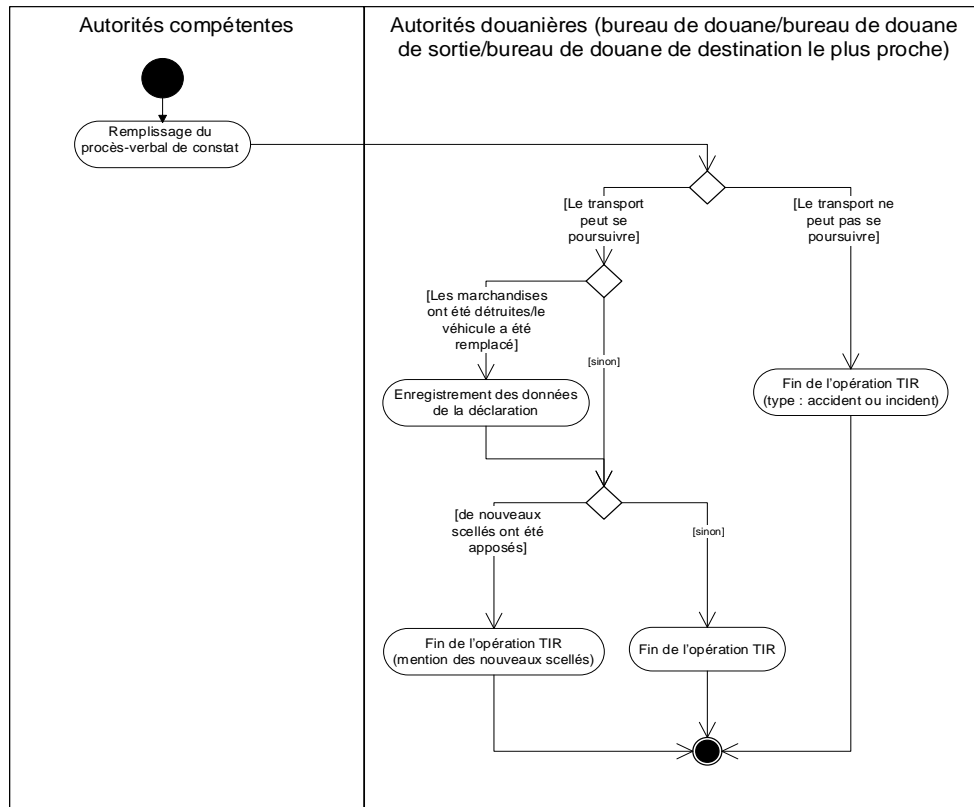 Autorités compétentes
Autorités douanières (bureau de douane/bureau de douane
de sortie/bureau de douane de destination le plus proche)
Remplissage du
procès-verbal de constat
[Le transport
peut se
poursuivre]
[Le transport ne
peut pas se
poursuivre]
[Les marchandises
ont été détruites/le
véhicule a été
remplacé]
[sinon]
Enregistrement des données
de la déclaration
Fin de l'opération TIR
(type : accident ou incident)
[de nouveaux
scellés ont été
apposés]
[sinon]
Fin de l'opération TIR
(mention des nouveaux scellés)
Fin de l'opération TIR